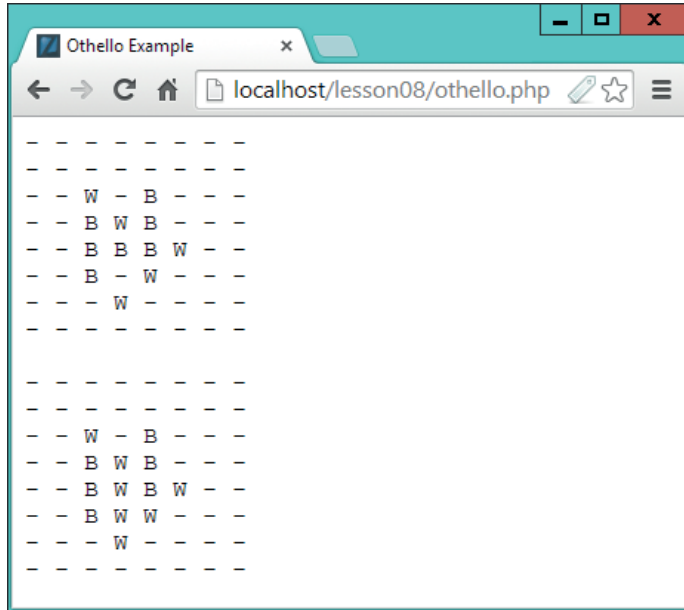 Othello Example
localhost/lesson08/othello.php
- - - - - - - -
- - - - - - - -
- - W - B - - -
- - B W B - - -
- - B B B W - -
- - B - W - - -
- - - W - - - -
- - - - - - - -
- - - - - - - -
- - - - - - - -
- - W - B - - -
- - B W B - - -
- - B W B W - -
- - B W W - - -
- - - W - - - -
- - - - - - - -